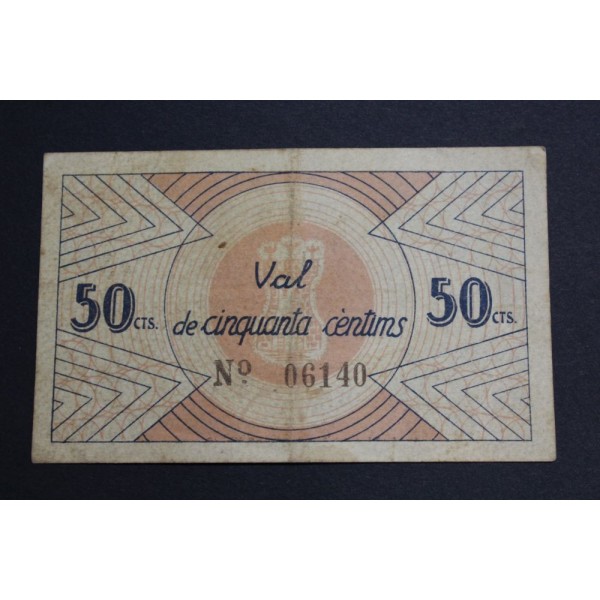 Val
50 CTS.
de cinquanta cèntims
50 CTS.
Nº 06140